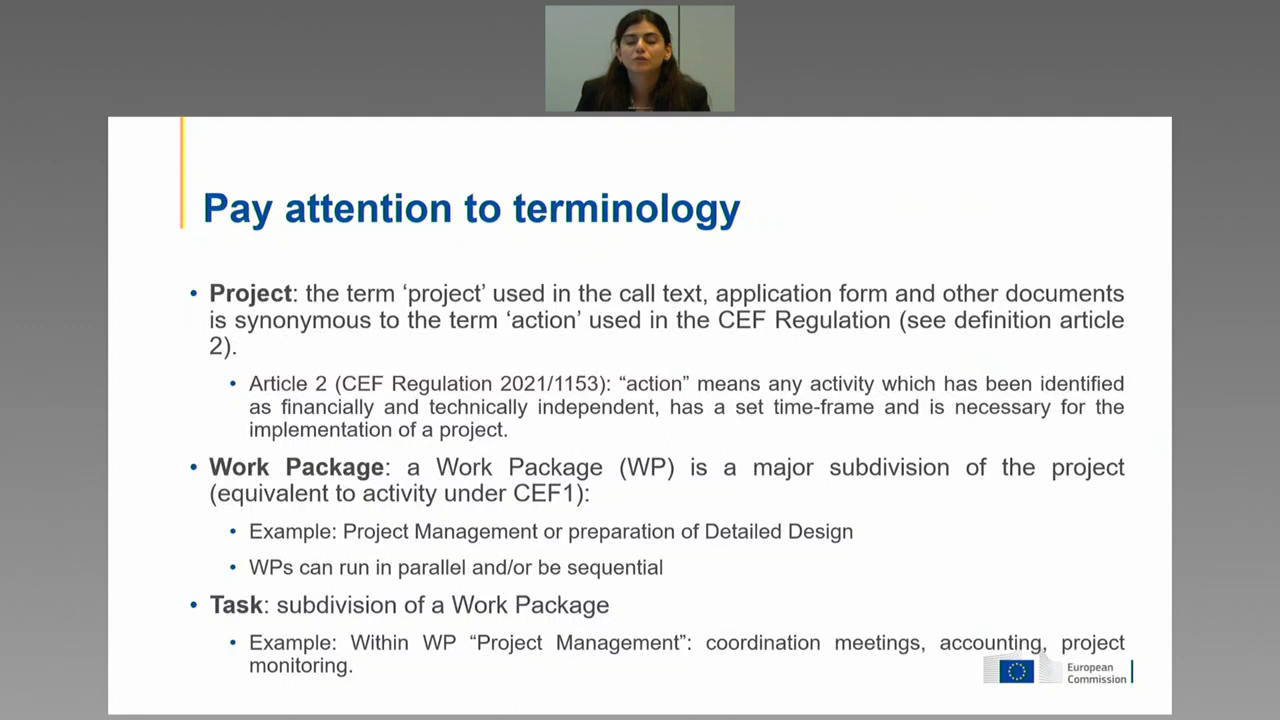 Pay attention to terminology
• Project: the term ‘project’ used in the call text, application form and other documents
is synonymous to the term ‘action’ used in the CEF Regulation (see definition article
2).
• Article 2 (CEF Regulation 2021/1153): “action” means any activity which has been identified
as financially and technically independent, has a set time-frame and is necessary for the
implementation of a project.
• Work Package: a Work Package (WP) is a major subdivision of the project
(equivalent to activity under CEF1):
• Example: Project Management or preparation of Detailed Design
• WPs can run in parallel and/or be sequential
• Task: subdivision of a Work Package
• Example: Within WP “Project Management”: coordination meetings, accounting, project
monitoring.
European
Commission